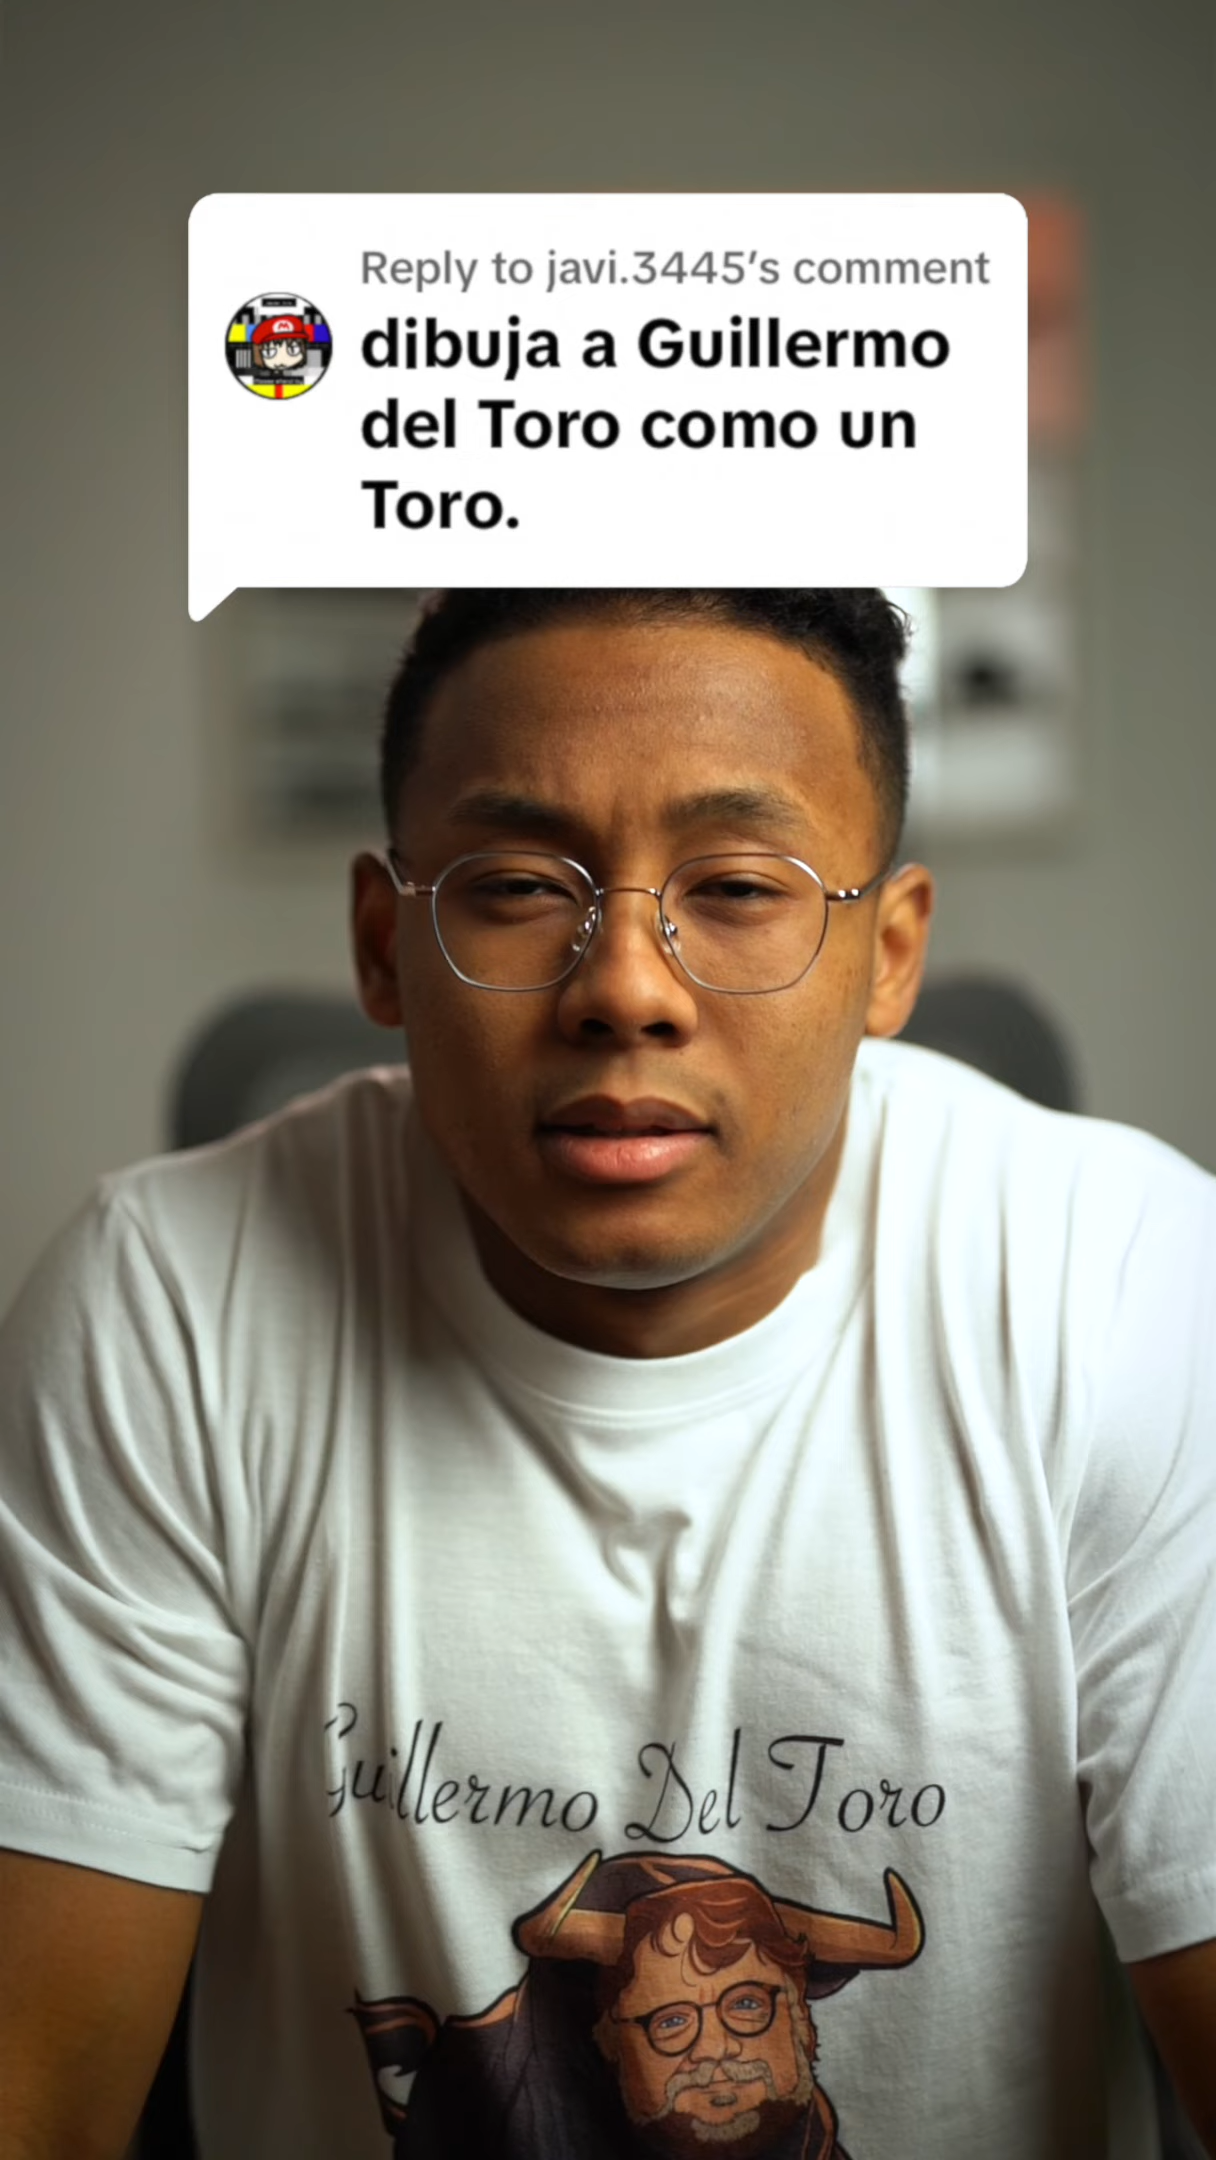 Reply to javi.3445's comment
dibuja a Guillermo
del Toro como un
Toro.
Guillermo Del Toro